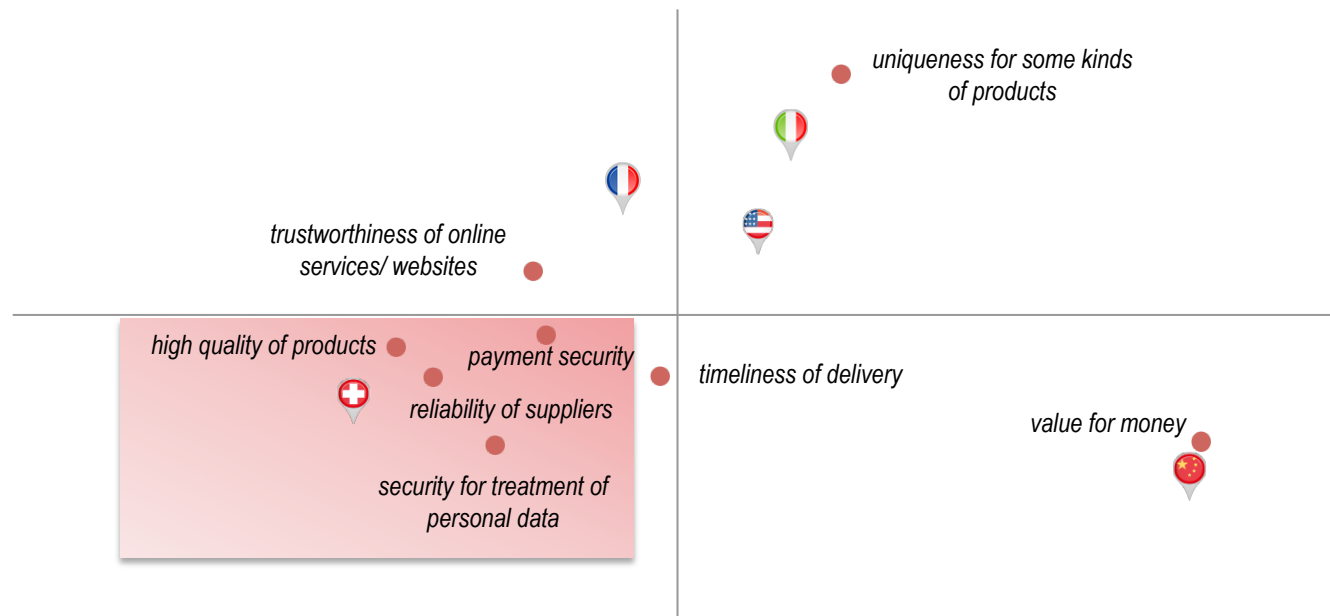 uniqueness for some kinds
of products
trustworthiness of online
services/ websites
high quality of products
payment security
timeliness of delivery
reliability of suppliers
value for money
security for treatment of
personal data